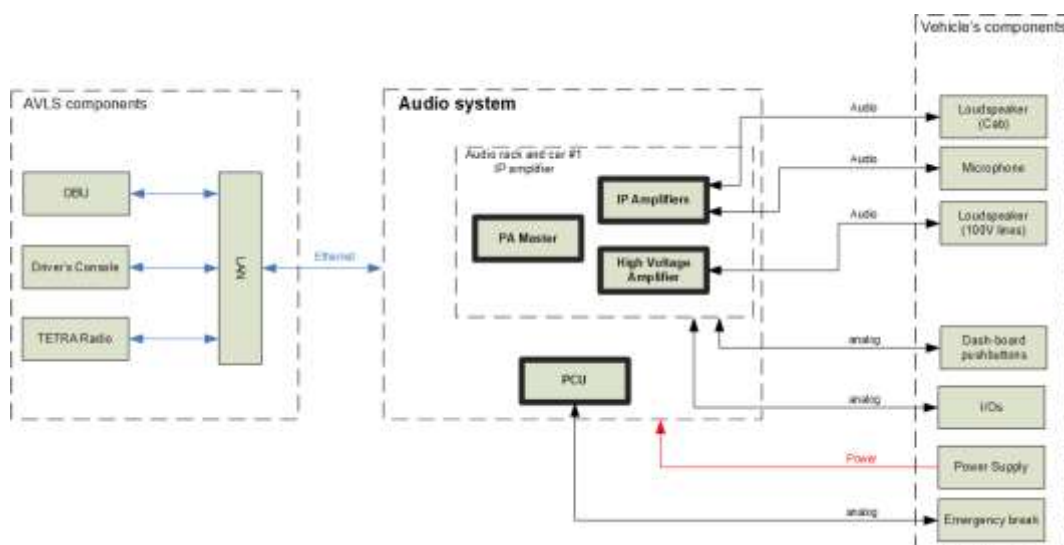 Vehicle's components
AVLS components
OBU
Driver's Console
TETRA Radio
LAN
Ethernet
Audio system
Audio rack and car #1
IP amplifier
PA Master
IP Amplifiers
High Voltage
Amplifier
PCU
Audio
Audio
Audio
analog
analog
Power
analog
Loudspeaker
(Cab)
Microphone
Loudspeaker
(100V lines)
Dash-board
pushbuttons
I/Os
Power Supply
Emergency break